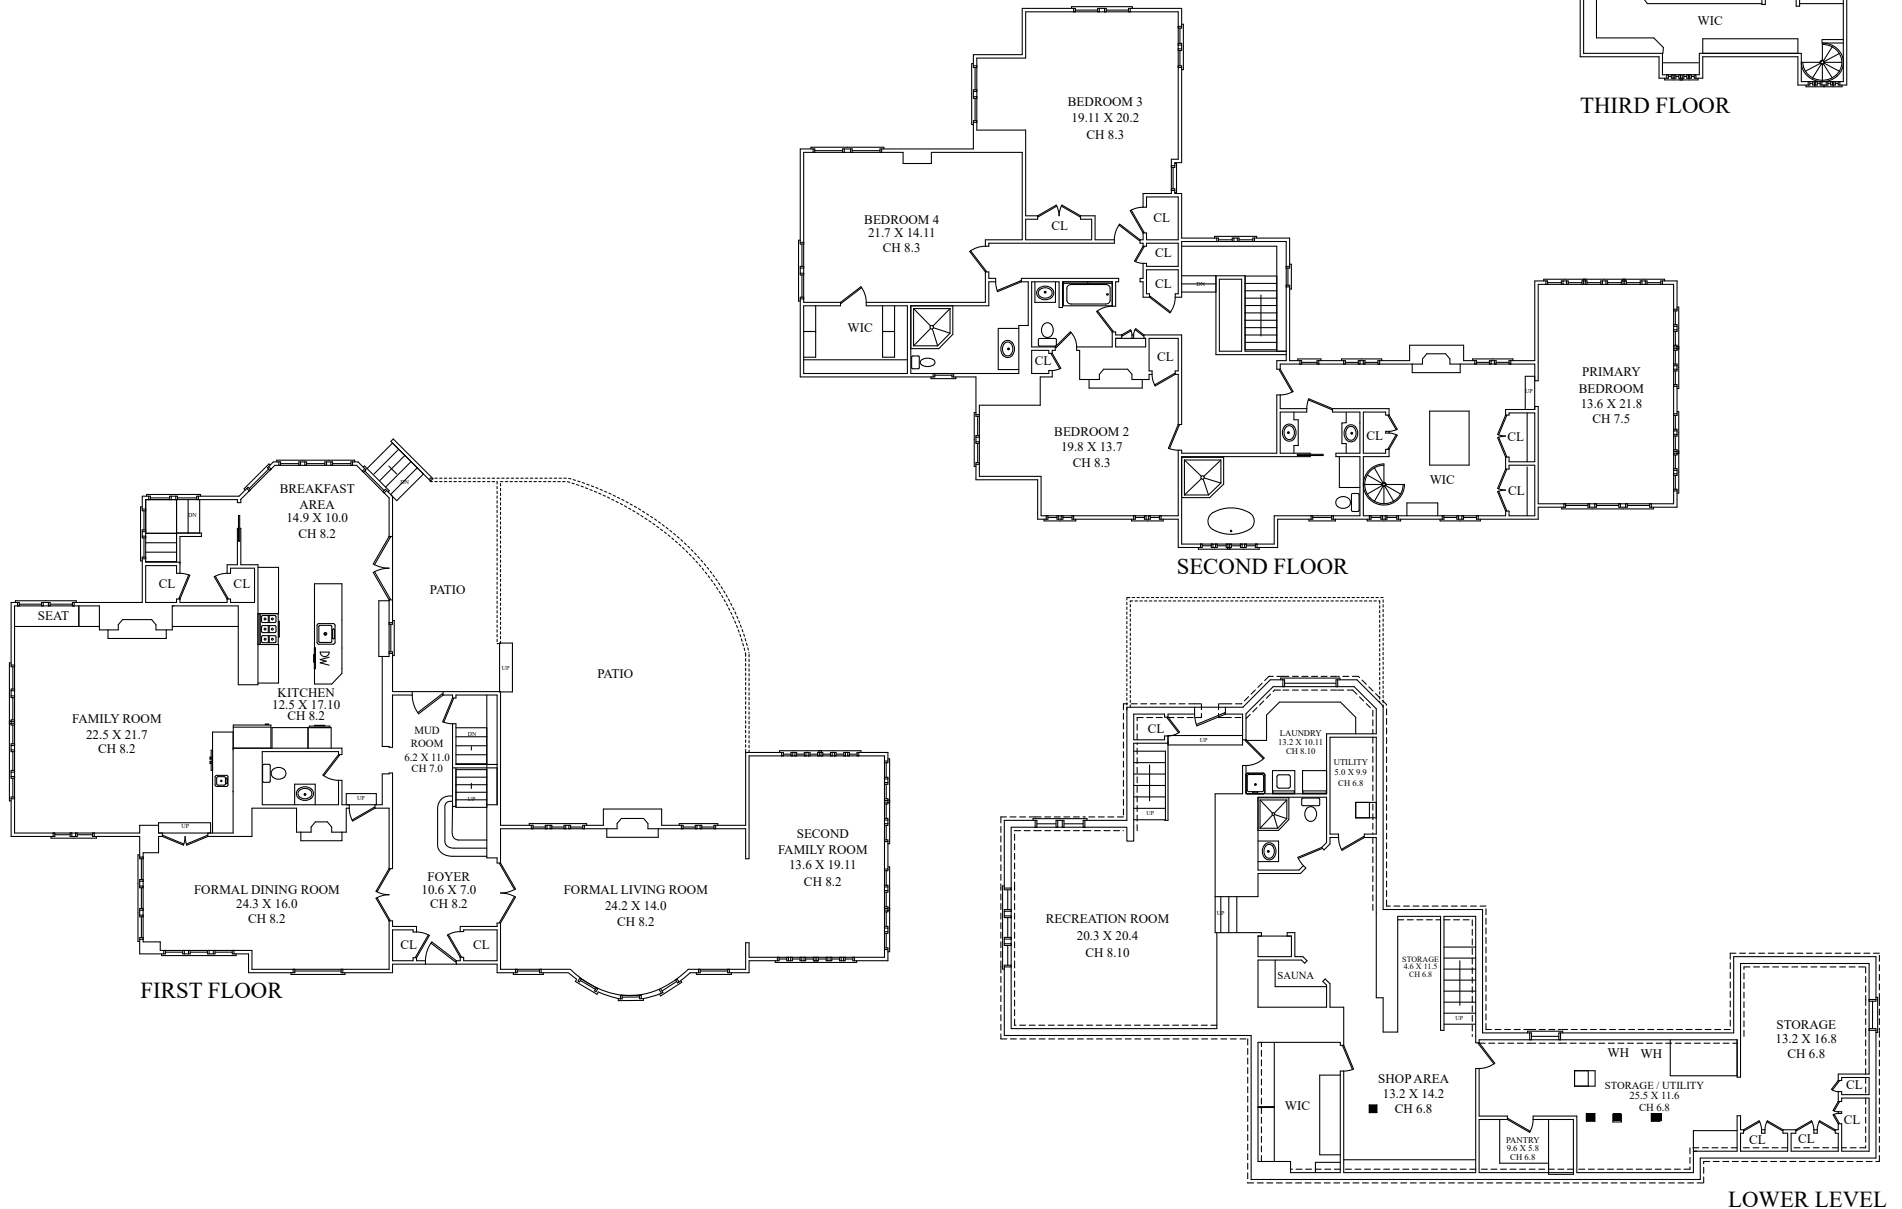 WIC
THIRD FLOOR
BEDROOM 3
19.11 X 20.2
CH 8.3
BEDROOM 4
21.7 X 14.11
CH 8.3
CL
CL
CL
CL
DN
WIC
CL
CL
BEDROOM 2
19.8 X 13.7
CH 8.3
PRIMARY
BEDROOM
13.6 X 21.8
CH 7.5
UP
CL
CL
WIC
CL
SECOND FLOOR
BREAKFAST
AREA
14.9 X 10.0
CH 8.2
DN
DN
CL
CL
SEAT
PATIO
DW
UP
PATIO
KITCHEN
12.5 X 17.10
CH 8.2
FAMILY ROOM
22.5 X 21.7
CH 8.2
MUD
ROOM
6.2 X 11.0
CH 7.0
DN
UP
UP
UP
SECOND
FAMILY ROOM
13.6 X 19.11
CH 8.2
FORMAL DINING ROOM
24.3 X 16.0
CH 8.2
FOYER
10.6 X 7.0
CH 8.2
FORMAL LIVING ROOM
24.2 X 14.0
CH 8.2
CL
CL
FIRST FLOOR
CL
UP
LAUNDRY
13.2 X 10.11
CH 8.10
UTILITY
5.0 X 9.9
CH 6.8
UP
RECREATION ROOM
20.3 X 20.4
CH 8.10
UP
SAUNA
STORAGE
4.6 X 11.5
CH 6.8
UP
STORAGE
13.2 X 16.8
CH 6.8
WH WH
SHOP AREA
13.2 X 14.2
CH 6.8
STORAGE / UTILITY
25.5 X 11.6
CH 6.8
WIC
CL
CL
PANTRY
9.6 X 5.8
CH 6.8
CL
CL
LOWER LEVEL